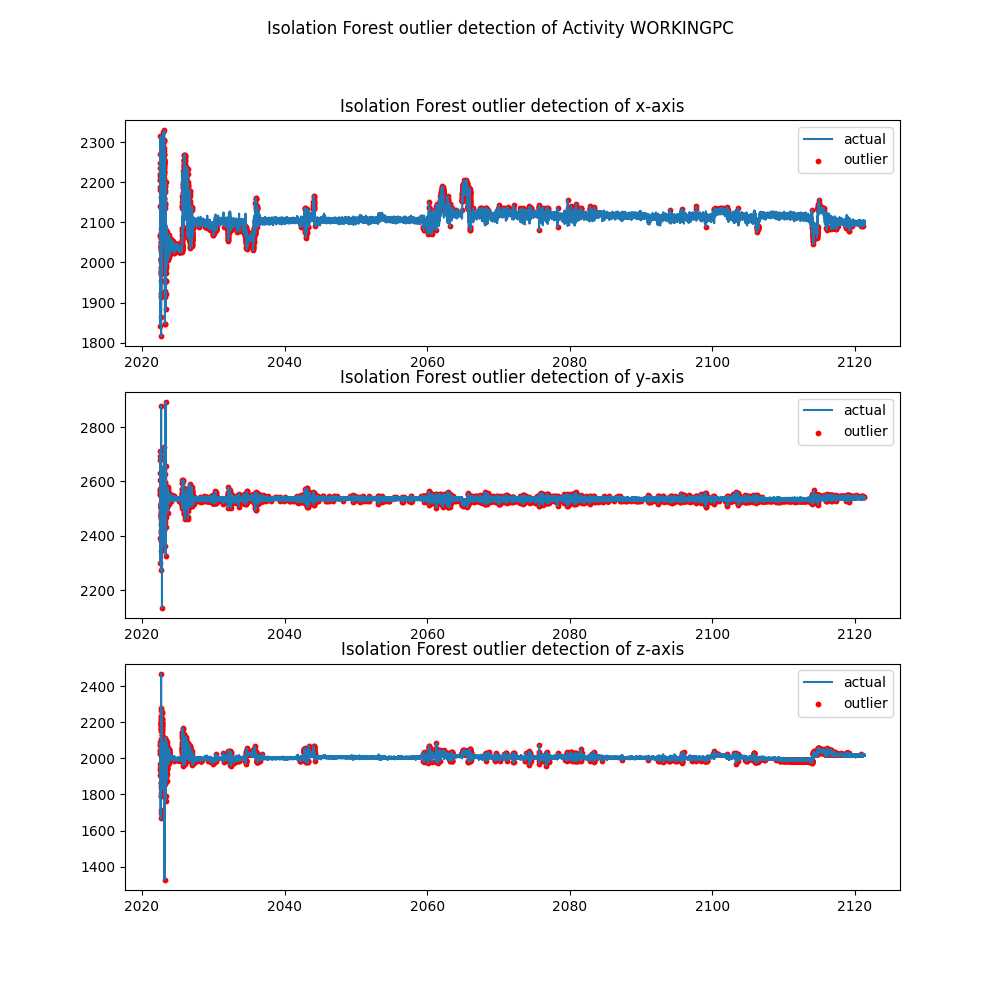 Isolation Forest outlier detection of Activity WORKINGPC
Isolation Forest outlier detection of x-axis
actual
outlier
2300
2200
2100
2000
1900
1800
2020 2040 2060 2080 2100 2120
Isolation Forest outlier detection of y-axis
actual
outlier
2800
2600
2400
2200
2020 2040 2060 2080 2100 2120
Isolation Forest outlier detection of z-axis
actual
outlier
2400
2200
2000
1800
1600
1400
2020 2040 2060 2080 2100 2120